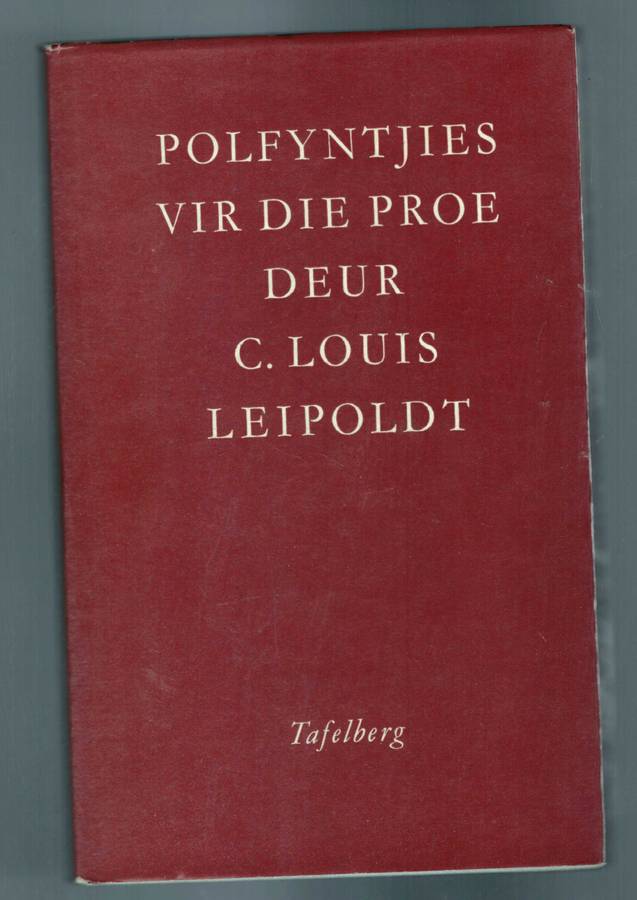 POLFYNTJIES
VIR DIE PROE
DEUR
C. LOUIS
LEIPOLDT
Tafelberg